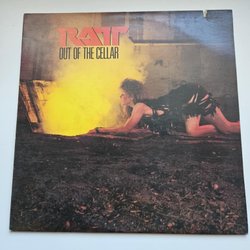 RATT
OUT OF THE CELLAR